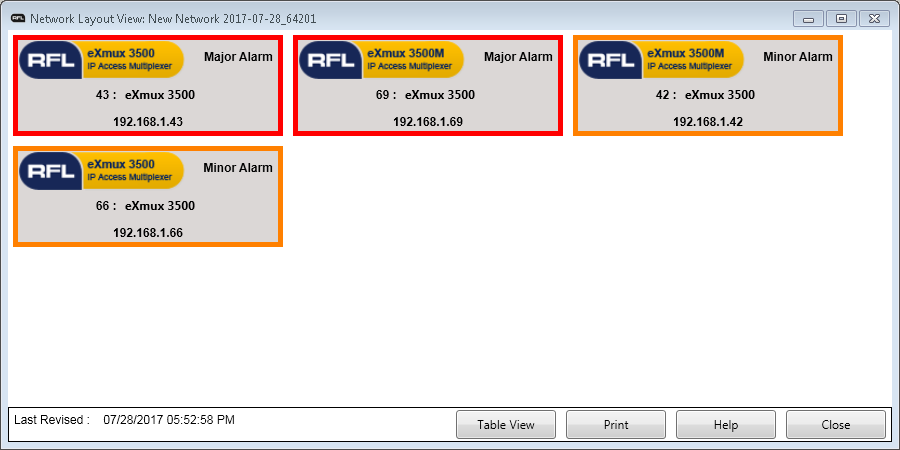 RFL Network Layout View: New Network 2017-07-28_64201
RFL eXmux 3500 IP Access Multiplexer Major Alarm
43 : eXmux 3500
192.168.1.43
RFL eXmux 3500M IP Access Multiplexer Major Alarm
69 : eXmux 3500
192.168.1.69
RFL eXmux 3500M IP Access Multiplexer Minor Alarm
42 : eXmux 3500
192.168.1.42
RFL eXmux 3500 IP Access Multiplexer Minor Alarm
66 : eXmux 3500
192.168.1.66
Last Revised : 07/28/2017 05:52:58 PM Table View Print Help Close